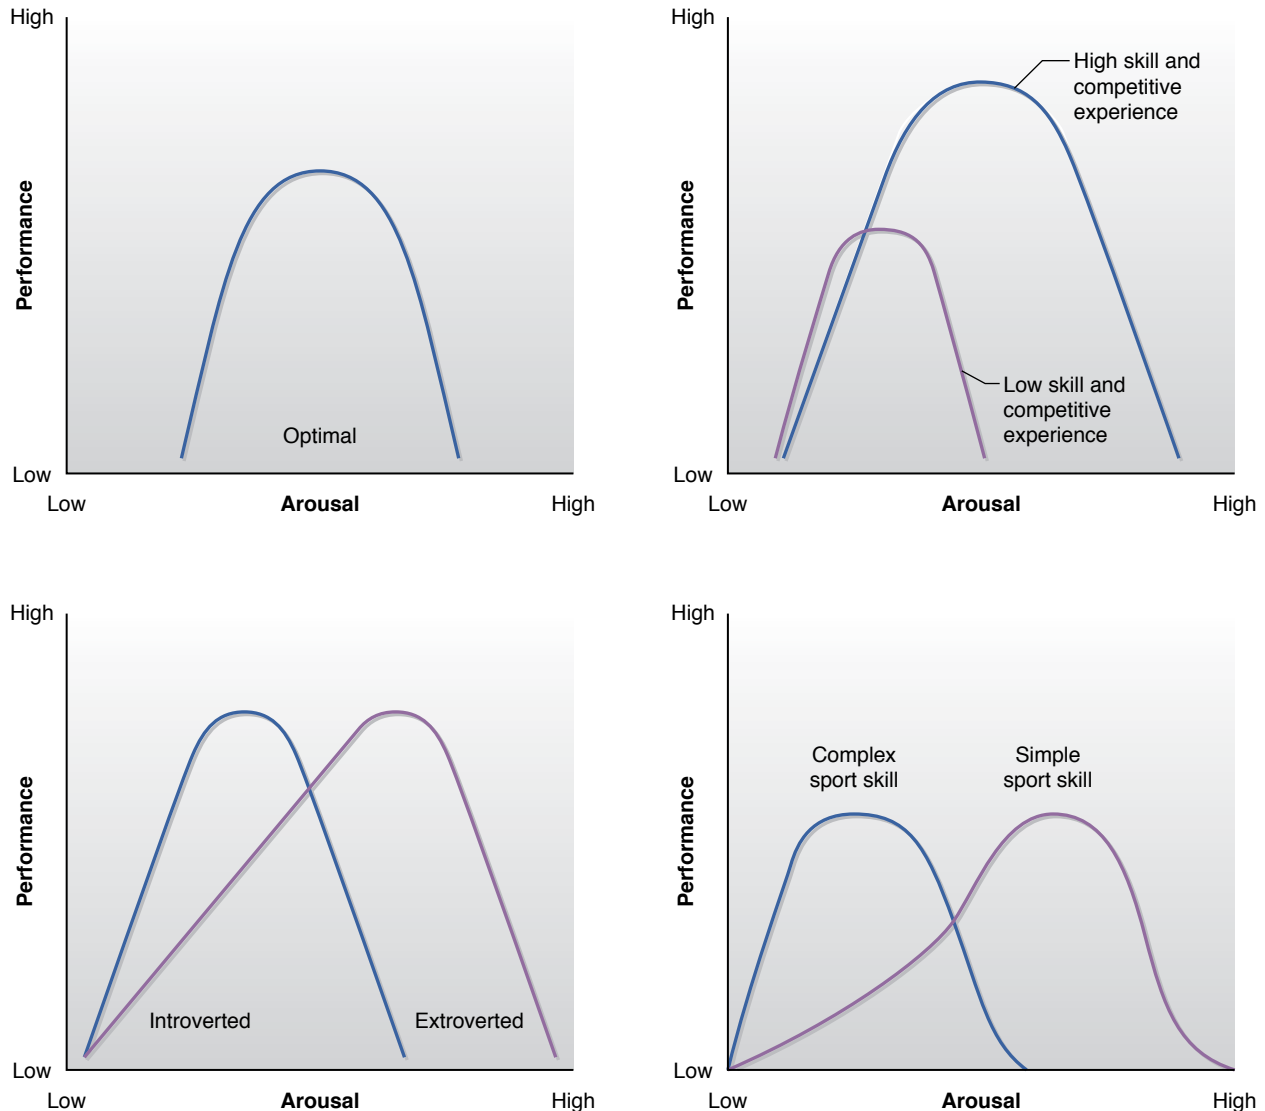 High
Performance
Optimal
Low
Low
Arousal
High
High
High skill and
competitive
experience
Performance
Low skill and
competitive
experience
Low
Low
Arousal
High
High
Performance
Introverted
Extroverted
Low
Low
Arousal
High
High
Complex
sport skill
Simple
sport skill
Performance
Low
Low
Arousal
High